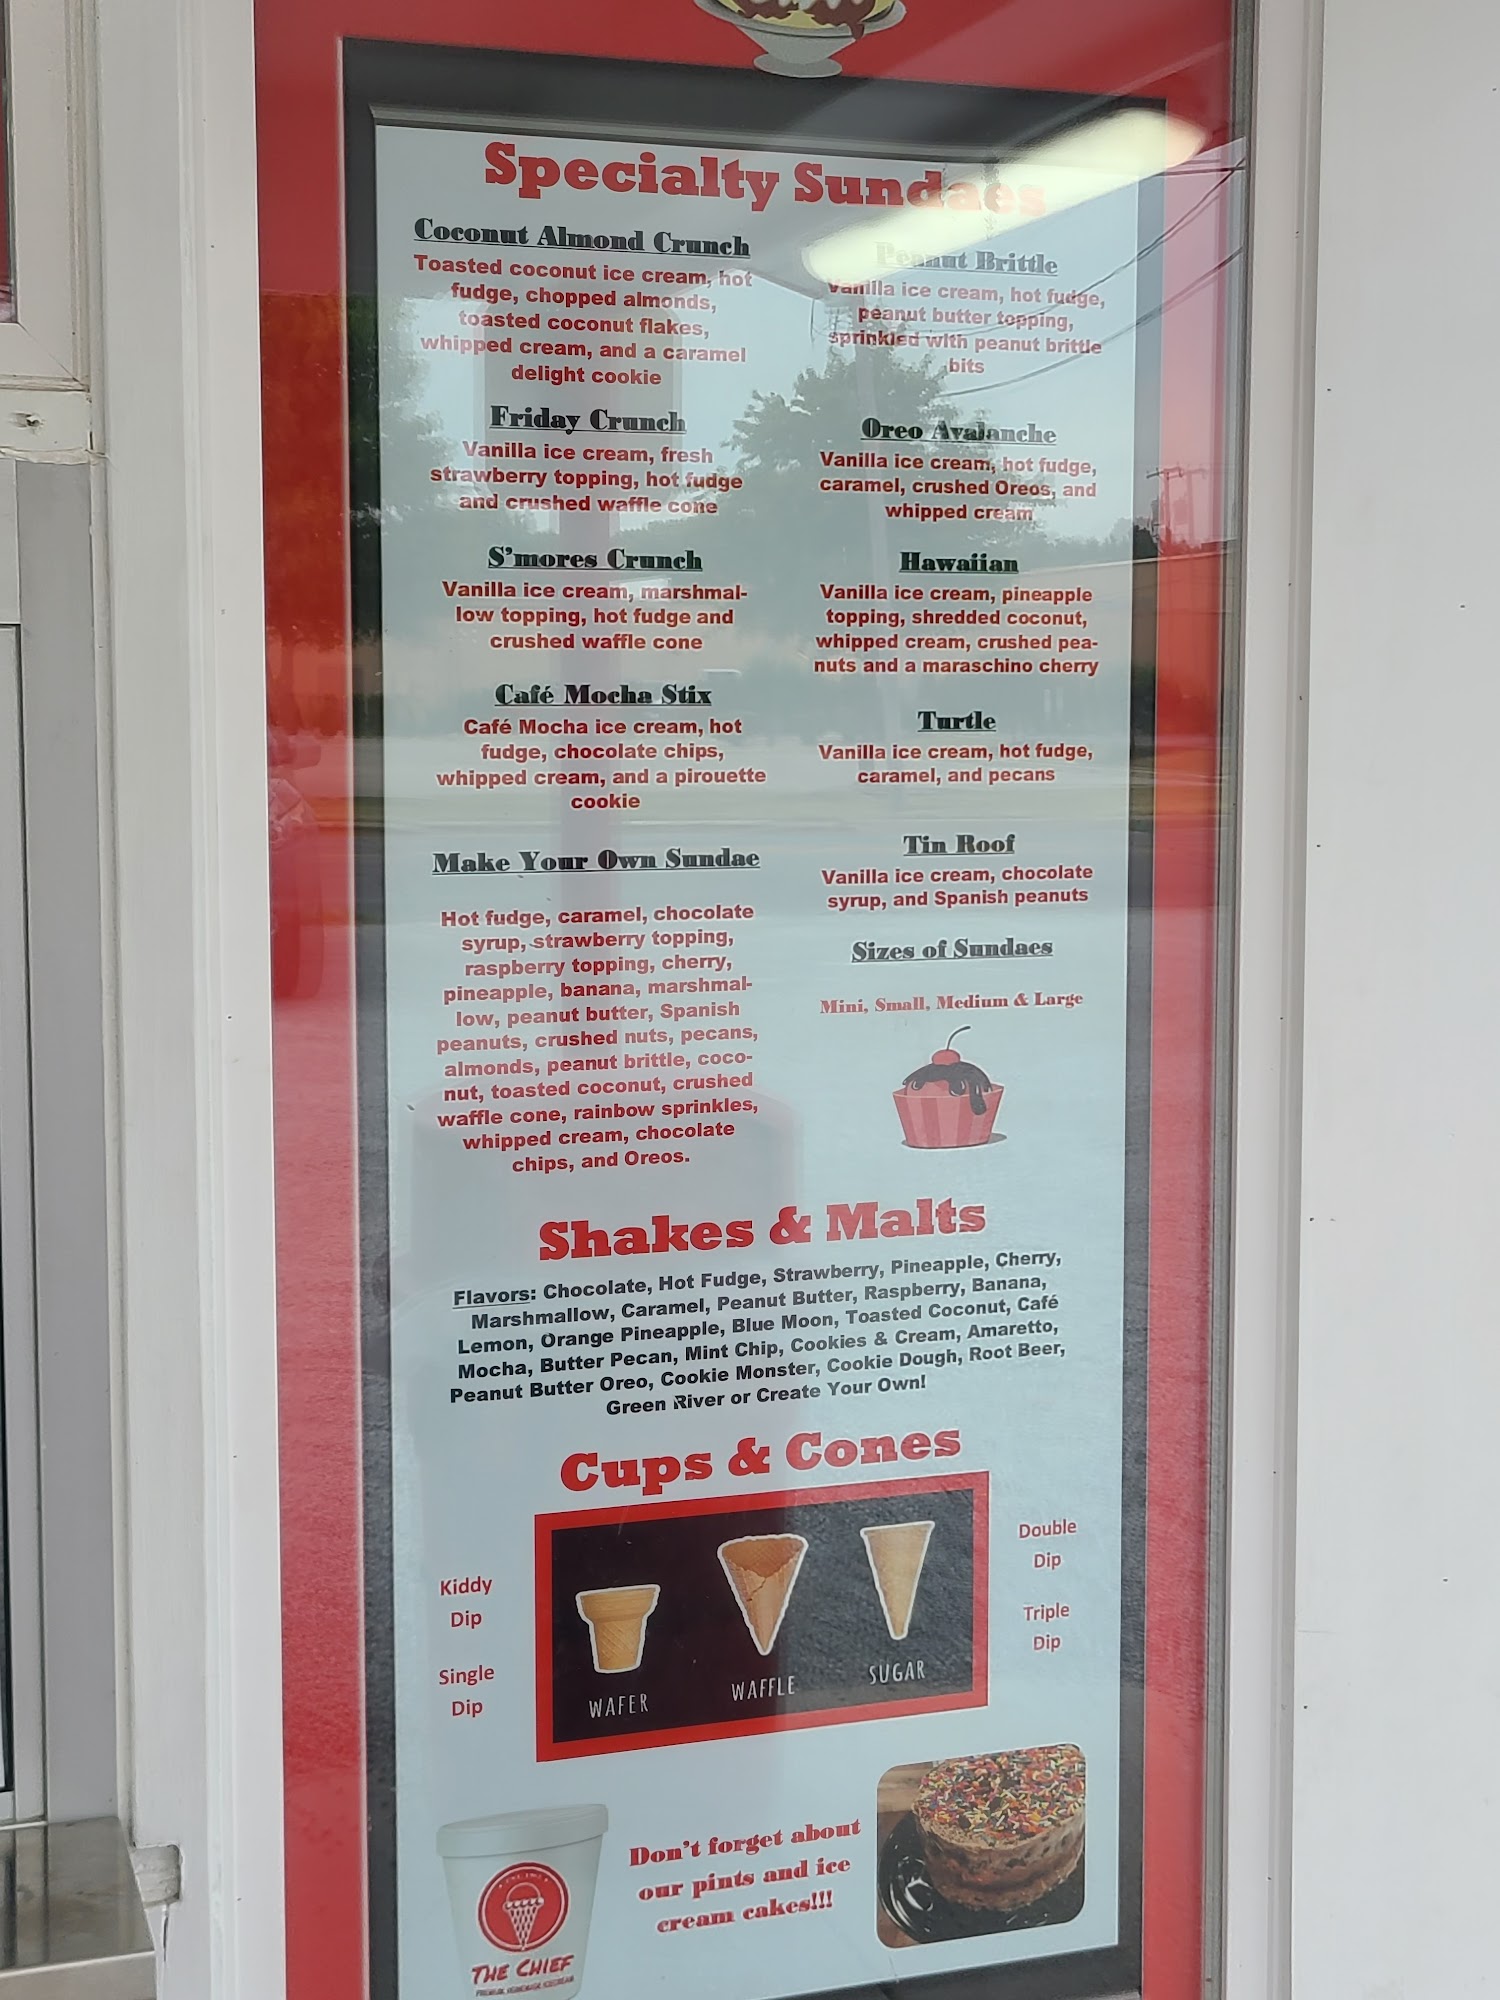 Specialty Sundaes
Coconut Almond Crunch
Toasted coconut ice cream, hot
fudge, chopped almonds,
toasted coconut flakes,
whipped cream, and a caramel
delight cookie
Friday Crunch
Vanilla ice cream, fresh
strawberry topping, hot fudge
and crushed waffle cone
S'mores Crunch
Vanilla ice cream, marshmal-
low topping, hot fudge and
crushed waffle cone
Café Mocha Stix
Café Mocha ice cream, hot
fudge, chocolate chips,
whipped cream, and a pirouette
cookie
Make Your Own Sundae
Hot fudge, caramel, chocolate
syrup, strawberry topping,
raspberry topping, cherry,
pineapple, banana, marshmal-
low, peanut butter, Spanish
peanuts, crushed nuts, pecans,
almonds, peanut brittle, coco-
nut, toasted coconut, crushed
waffle cone, rainbow sprinkles,
whipped cream, chocolate
chips, and Oreos.
Peanut Brittle
Vanilla ice cream, hot fudge,
peanut butter topping,
sprinkled with peanut brittle
bits
Oreo Avalanche
Vanilla ice cream, hot fudge,
caramel, crushed Oreos, and
whipped cream
Hawaiian
Vanilla ice cream, pineapple
topping, shredded coconut,
whipped cream, crushed pea-
nuts and a maraschino cherry
Turtle
Vanilla ice cream, hot fudge,
caramel, and pecans
Tin Roof
Vanilla ice cream, chocolate
syrup, and Spanish peanuts
Sizes of Sundaes
Mini, Small, Medium & Large
Shakes & Malts
Flavors: Chocolate, Hot Fudge, Strawberry, Pineapple, Cherry,
Marshmallow, Caramel, Peanut Butter, Raspberry, Banana,
Lemon, Orange Pineapple, Blue Moon, Toasted Coconut, Café
Mocha, Butter Pecan, Mint Chip, Cookies & Cream, Amaretto,
Peanut Butter Oreo, Cookie Monster, Cookie Dough, Root Beer,
Green River or Create Your Own!
Cups & Cones
Kiddy
Dip
Single
Dip
WAFER
WAFFLE
SUGAR
Double
Dip
Triple
Dip
Don't forget about
our pints and ice
cream cakes!!!
THE CHIEF